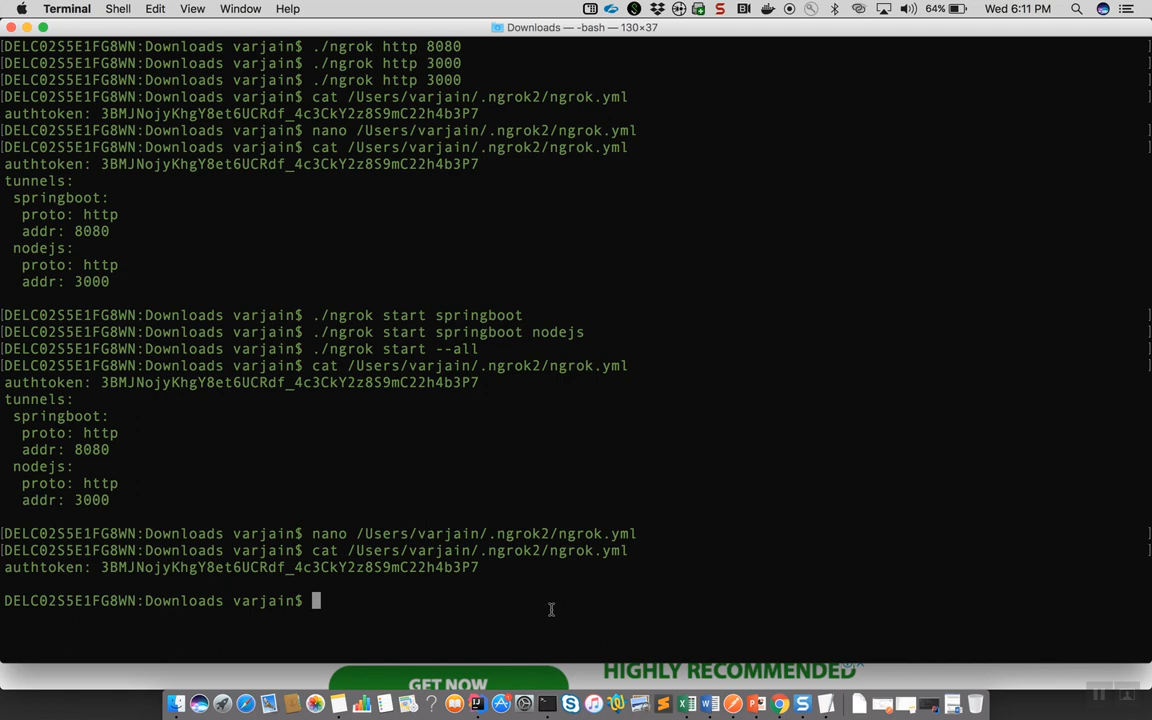 Terminal Shell Edit View Window Help 64% Wed 6:11 PM
Downloads — -bash — 130×37
DELC02S5E1FG8WN:Downloads varjain$ ./ngrok http 8080
DELC02S5E1FG8WN:Downloads varjain$ ./ngrok http 3000
DELC02S5E1FG8WN:Downloads varjain$ ./ngrok http 3000
DELC02S5E1FG8WN:Downloads varjain$ cat /Users/varjain/.ngrok2/ngrok.yml
authtoken: 3BMJNojyKhgY8et6UCRdf_4c3CkY2z8S9mC22h4b3P7
DELC02S5E1FG8WN:Downloads varjain$ nano /Users/varjain/.ngrok2/ngrok.yml
DELC02S5E1FG8WN:Downloads varjain$ cat /Users/varjain/.ngrok2/ngrok.yml
authtoken: 3BMJNojyKhgY8et6UCRdf_4c3CkY2z8S9mC22h4b3P7
tunnels:
springboot:
proto: http
addr: 8080
nodejs:
proto: http
addr: 3000
DELC02S5E1FG8WN:Downloads varjain$ ./ngrok start springboot
DELC02S5E1FG8WN:Downloads varjain$ ./ngrok start springboot nodejs
DELC02S5E1FG8WN:Downloads varjain$ ./ngrok start --all
DELC02S5E1FG8WN:Downloads varjain$ cat /Users/varjain/.ngrok2/ngrok.yml
authtoken: 3BMJNojyKhgY8et6UCRdf_4c3CkY2z8S9mC22h4b3P7
tunnels:
springboot:
proto: http
addr: 8080
nodejs:
proto: http
addr: 3000
DELC02S5E1FG8WN:Downloads varjain$ nano /Users/varjain/.ngrok2/ngrok.yml
DELC02S5E1FG8WN:Downloads varjain$ cat /Users/varjain/.ngrok2/ngrok.yml
authtoken: 3BMJNojyKhgY8et6UCRdf_4c3CkY2z8S9mC22h4b3P7
DELC02S5E1FG8WN:Downloads varjain$
HIGHLY RECOMMENDED
GET NOW